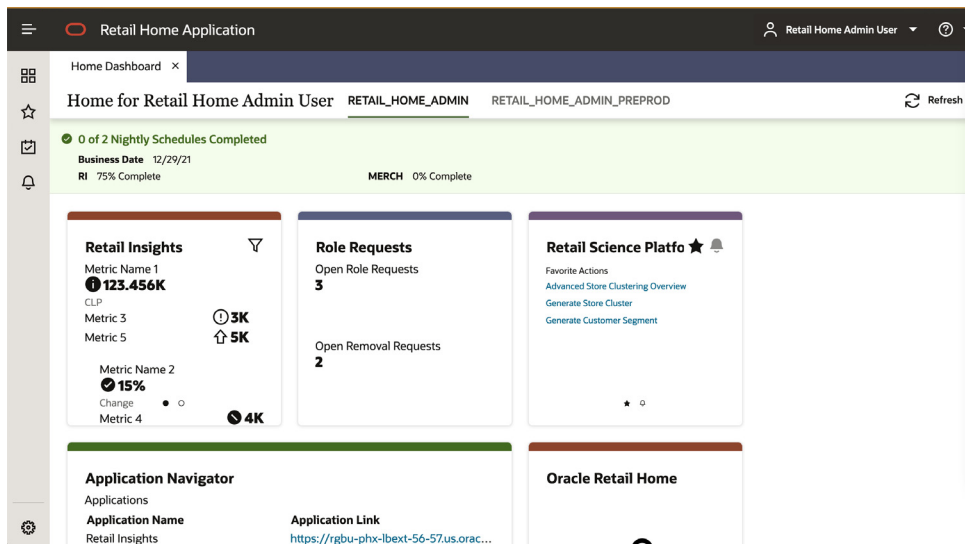 Retail Home Application
Retail Home Admin User
Home Dashboard ×
Home for Retail Home Admin User RETAIL_HOME_ADMIN RETAIL_HOME_ADMIN_PREPROD Refresh
0 of 2 Nightly Schedules Completed
Business Date 12/29/21
RI 75% Complete MERCH 0% Complete
Retail Insights
Metric Name 1
123.456K
CLP
Metric 3 3K
Metric 5 5K
Metric Name 2
15%
Change
Metric 4 4K
Role Requests
Open Role Requests
3
Open Removal Requests
2
Retail Science Platfo
Favorite Actions
Advanced Store Clustering Overview
Generate Store Cluster
Generate Customer Segment
Application Navigator
Applications
Application Name Application Link
Retail Insights https://rgbu-phx-lbext-56-57.us.orac...
Oracle Retail Home